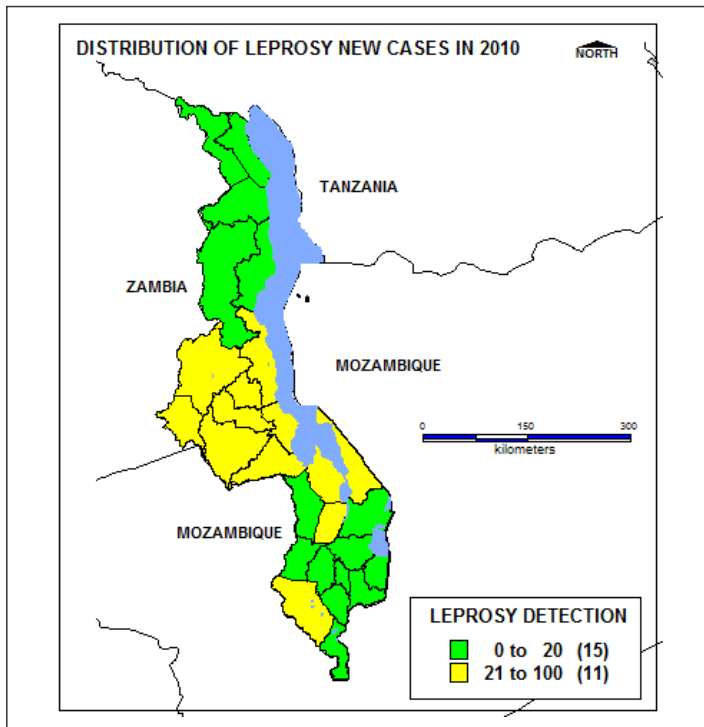 DISTRIBUTION OF LEPROSY NEW CASES IN 2010
NORTH
TANZANIA
ZAMBIA
MOZAMBIQUE
0 150 300
kilometers
MOZAMBIQUE
LEPROSY DETECTION
0 to 20 (15)
21 to 100 (11)